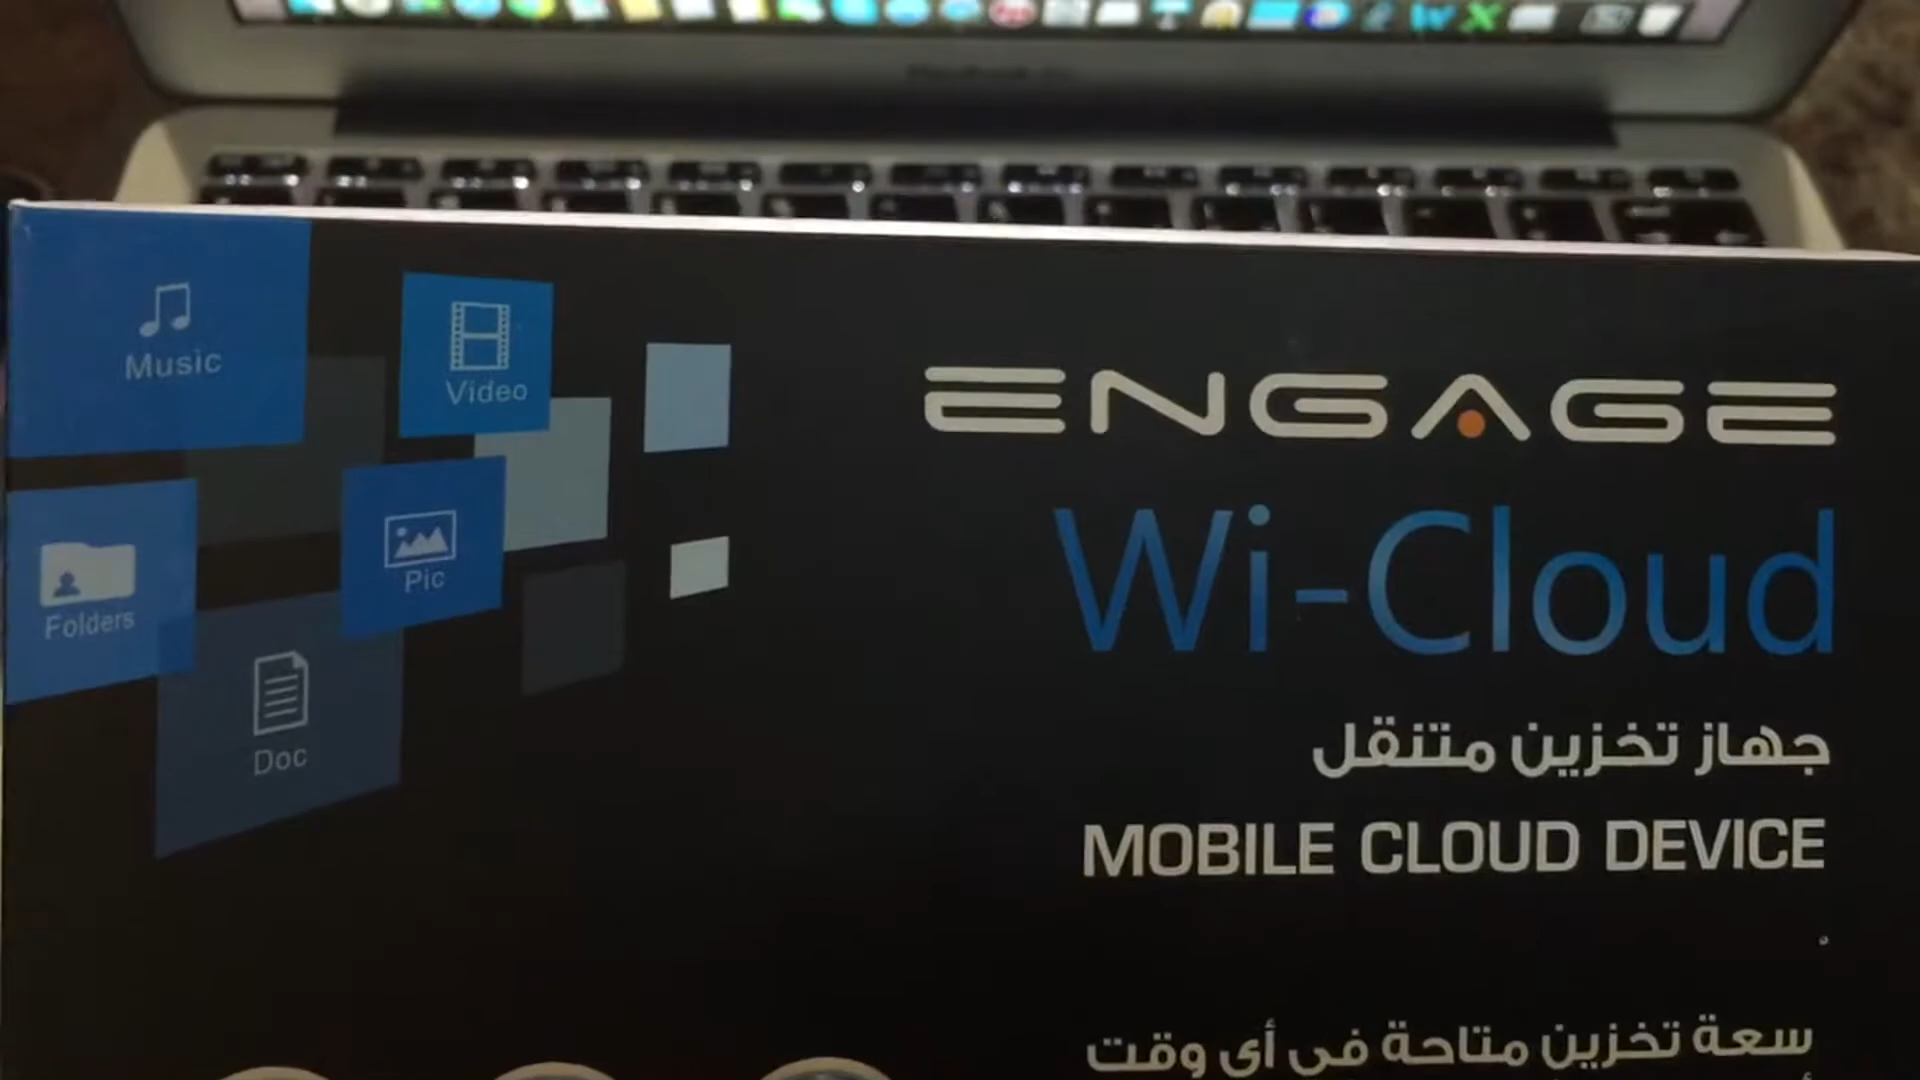 Music
Video
Folders
Pic
Doc
ENGAGE
Wi-Cloud
جهاز تخزين متنقل
MOBILE CLOUD DEVICE
سعة تخزين متاحة فى أى وقت